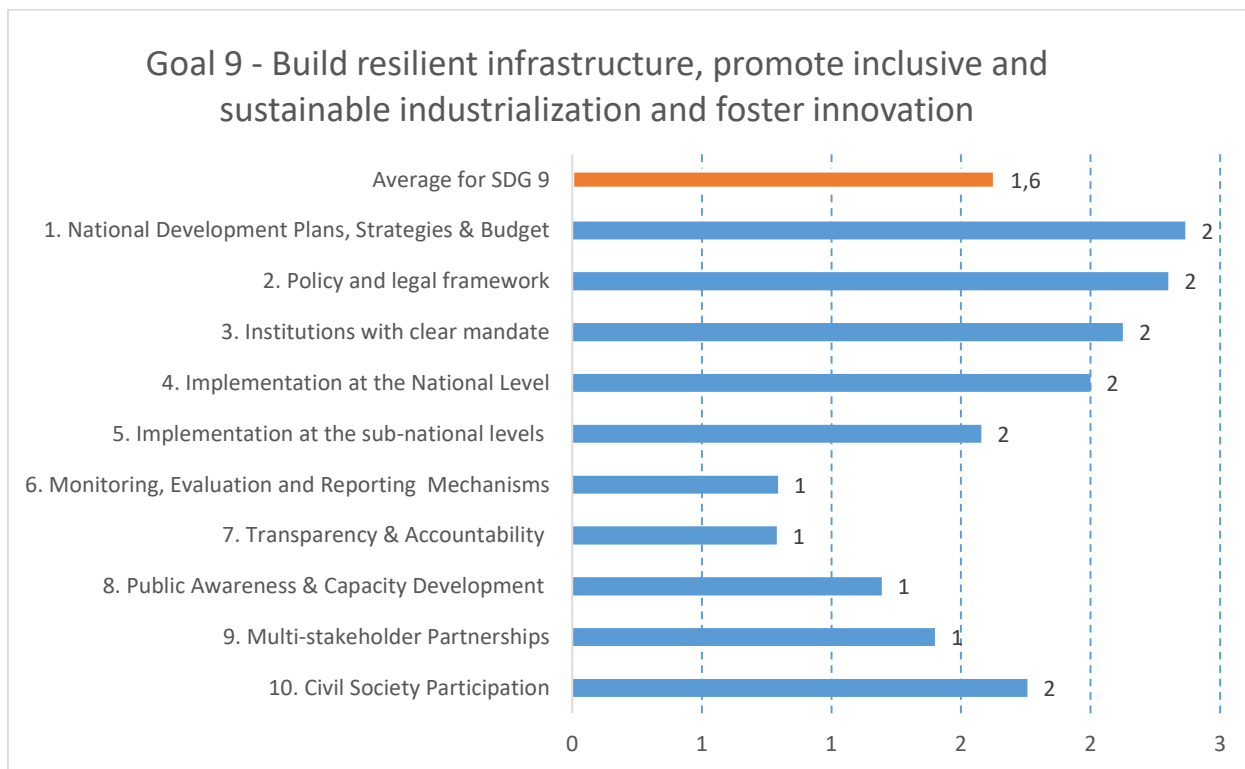 Goal 9 - Build resilient infrastructure, promote inclusive and
sustainable industrialization and foster innovation
Average for SDG 9 1,6
1. National Development Plans, Strategies & Budget 2
2. Policy and legal framework 2
3. Institutions with clear mandate 2
4. Implementation at the National Level 2
5. Implementation at the sub-national levels 2
6. Monitoring, Evaluation and Reporting Mechanisms 1
7. Transparency & Accountability 1
8. Public Awareness & Capacity Development 1
9. Multi-stakeholder Partnerships 1
10. Civil Society Participation 2
0 1 1 2 2 3